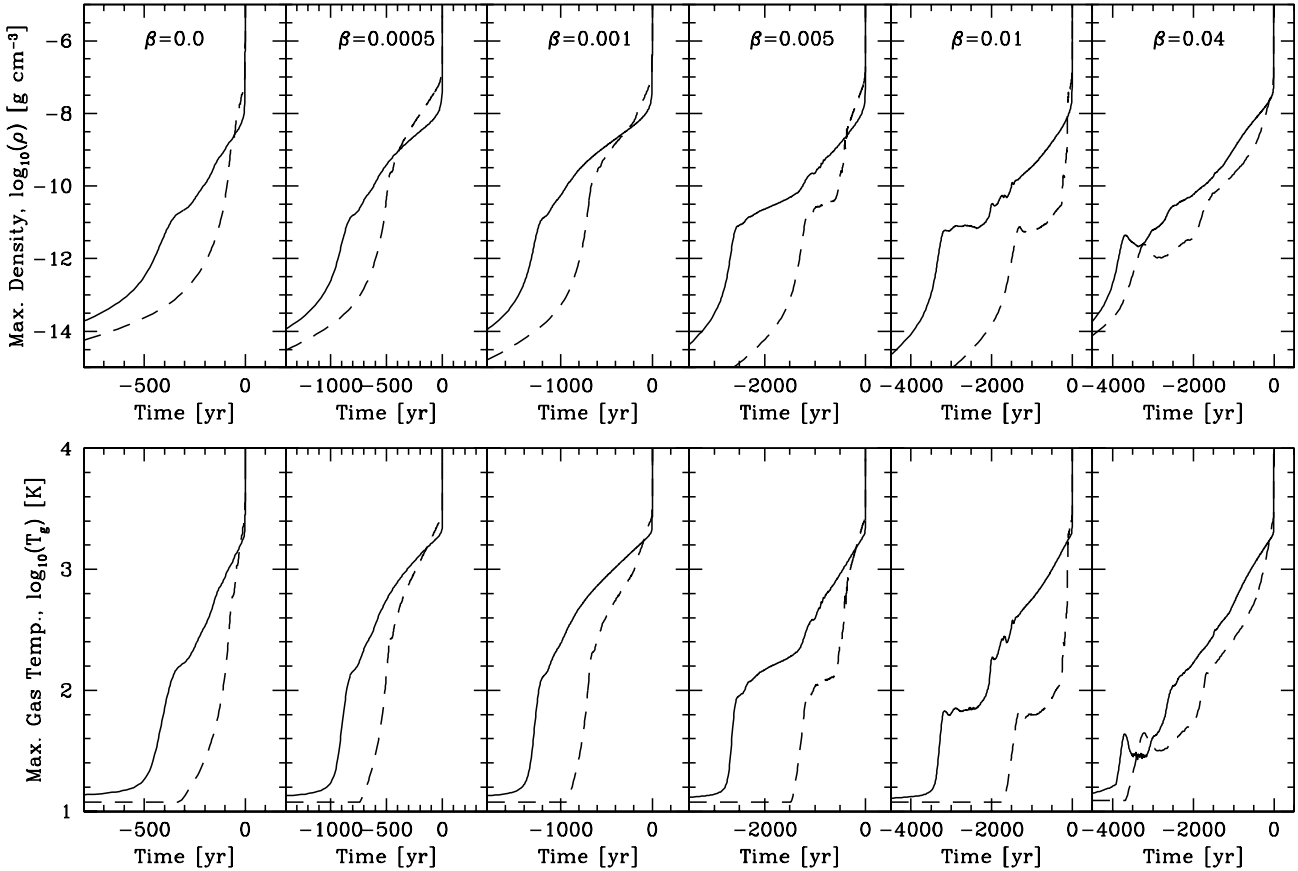 β=0.0 β=0.0005 β=0.001 β=0.005 β=0.01 β=0.04
Max. Density, log₁₀(ρ) [g cm⁻³]
-6
-8
-10
-12
-14
-500 0 -1000 -500 0 -1000 0 -2000 0 -4000 -2000 0 -4000 -2000 0
Time [yr] Time [yr] Time [yr] Time [yr] Time [yr] Time [yr]
Max. Gas Temp., log₁₀(T_g) [K]
4
3
2
1
-500 0 -1000 -500 0 -1000 0 -2000 0 -4000 -2000 0 -4000 -2000 0
Time [yr] Time [yr] Time [yr] Time [yr] Time [yr] Time [yr]